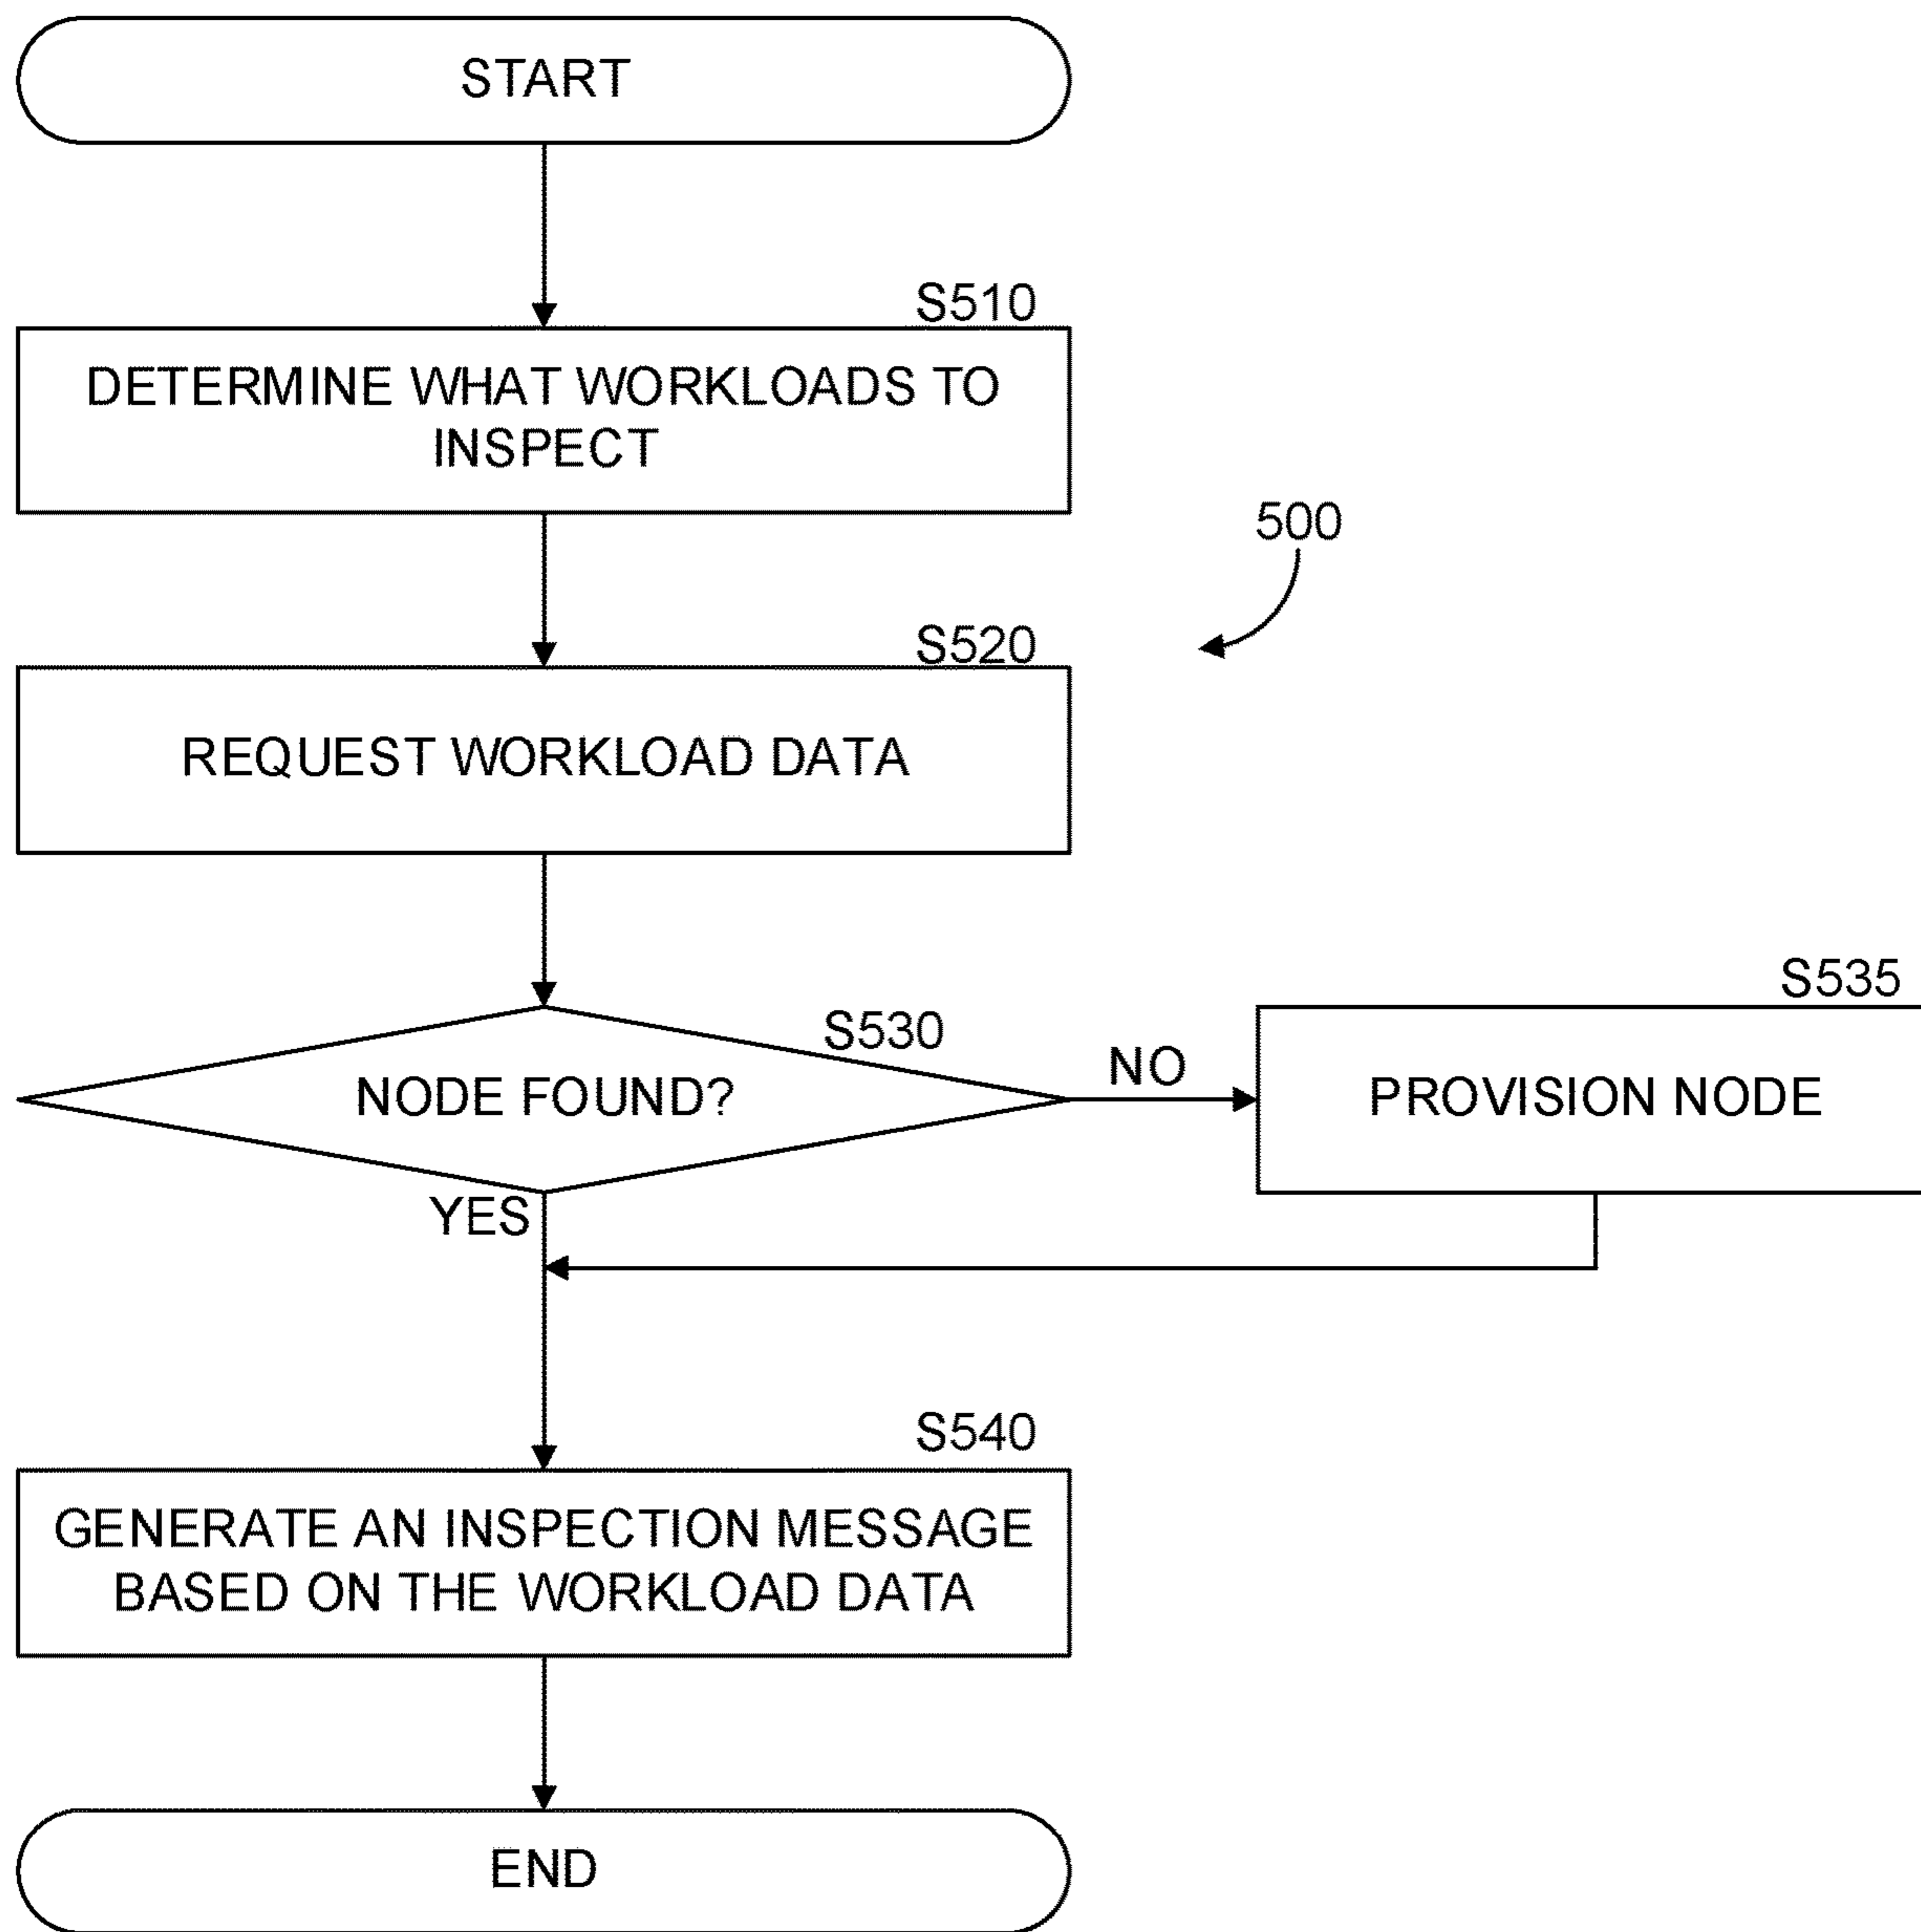 START
S510
DETERMINE WHAT WORKLOADS TO
INSPECT
500
S520
REQUEST WORKLOAD DATA
S530
NODE FOUND?
NO
S535
PROVISION NODE
YES
S540
GENERATE AN INSPECTION MESSAGE
BASED ON THE WORKLOAD DATA
END